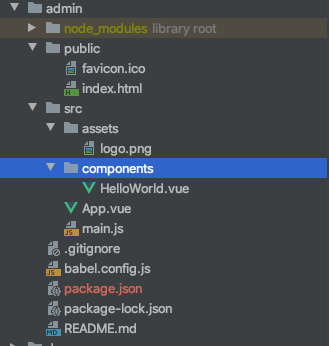 admin
node_modules library root
public
favicon.ico
index.html
src
assets
logo.png
components
HelloWorld.vue
App.vue
main.js
.gitignore
babel.config.js
package.json
package-lock.json
README.md